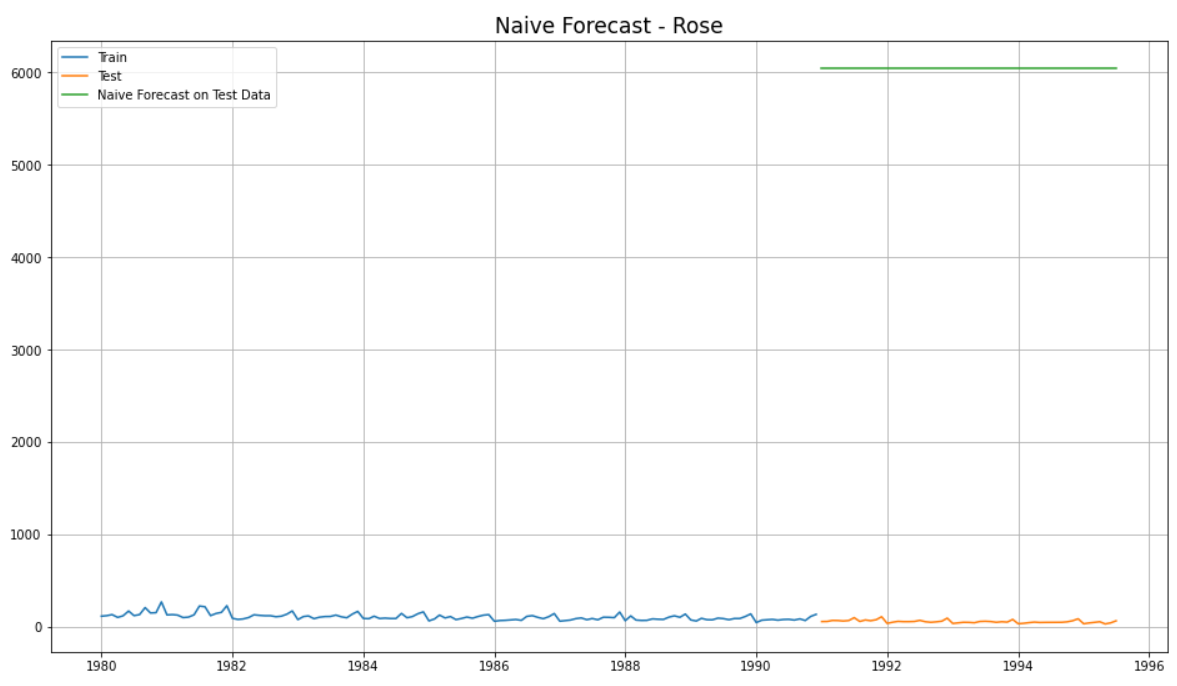 Naive Forecast - Rose
Train
Test
Naive Forecast on Test Data
6000
5000
4000
3000
2000
1000
0
1980 1982 1984 1986 1988 1990 1992 1994 1996